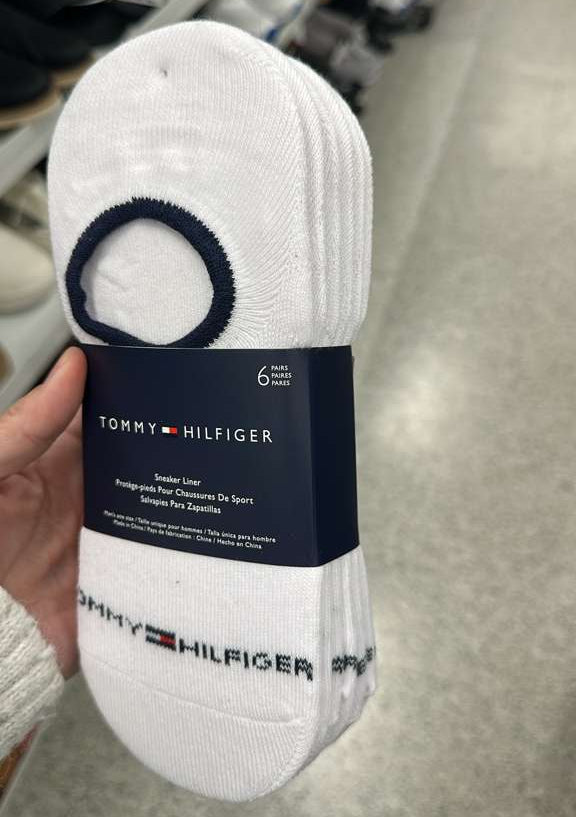 6 PAIRS
PAIRES
PARES
TOMMY HILFIGER
Sneaker Liner
Protège-pieds Pour Chaussures De Sport
Salvapies Para Zapatillas
Men's one size / Taille unique pour hommes / Talla única para hombre
Made in China / Pays de fabrication : Chine / Hecho en China
OMMY HILFIGER